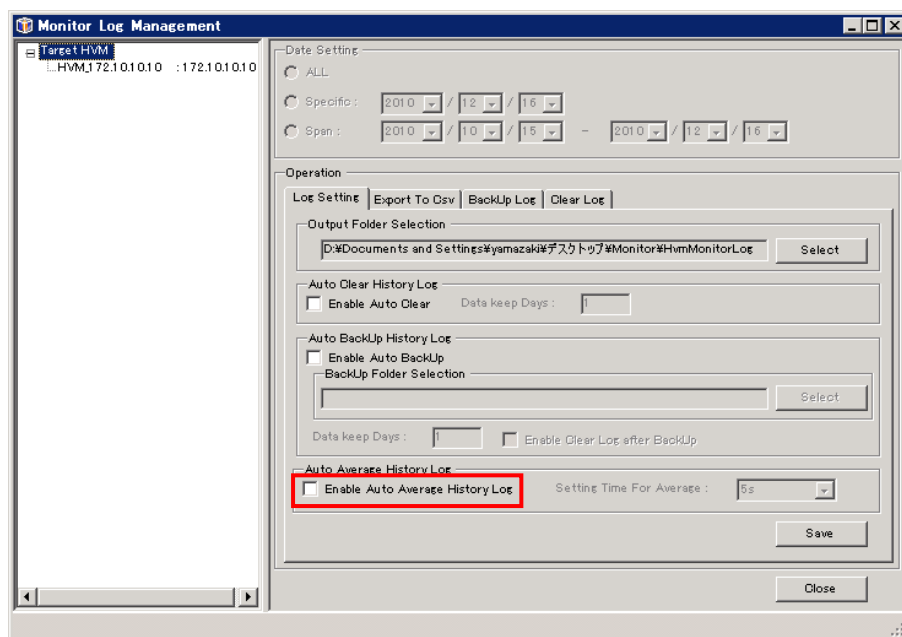 Monitor Log Management
Target HVM
HVM_172.10.10.10 : 172.10.10.10
Date Setting
ALL
Specific : 2010 / 12 / 16
Span : 2010 / 10 / 15 - 2010 / 12 / 16
Operation
Log Setting Export To Csv BackUp Log Clear Log
Output Folder Selection
D:¥Documents and Settings¥yamazaki¥デスクトップ¥Monitor¥HvmMonitorLog Select
Auto Clear History Log
Enable Auto Clear Data keep Days : 1
Auto BackUp History Log
Enable Auto BackUp
BackUp Folder Selection
Select
Data keep Days : 1 Enable Clear Log after BackUp
Auto Average History Log
Enable Auto Average History Log Setting Time For Average : 5s
Save
Close